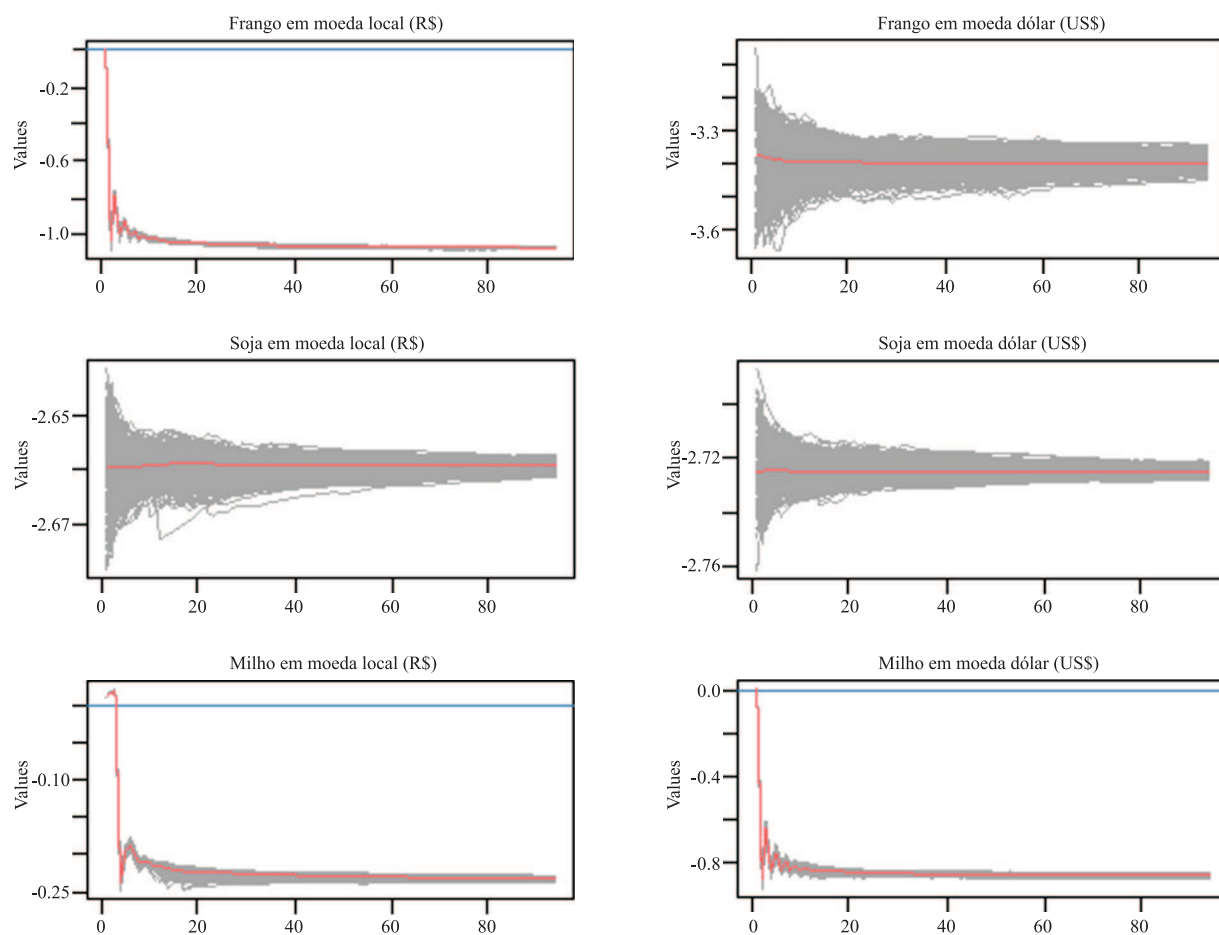 Frango em moeda local (R$)
Values
-0.2
-0.6
-1.0
0 20 40 60 80
Frango em moeda dólar (US$)
Values
-3.3
-3.6
0 20 40 60 80
Soja em moeda local (R$)
Values
-2.65
-2.67
0 20 40 60 80
Soja em moeda dólar (US$)
Values
-2.72
-2.76
0 20 40 60 80
Milho em moeda local (R$)
Values
-0.10
-0.25
0 20 40 60 80
Milho em moeda dólar (US$)
Values
0.0
-0.4
-0.8
0 20 40 60 80